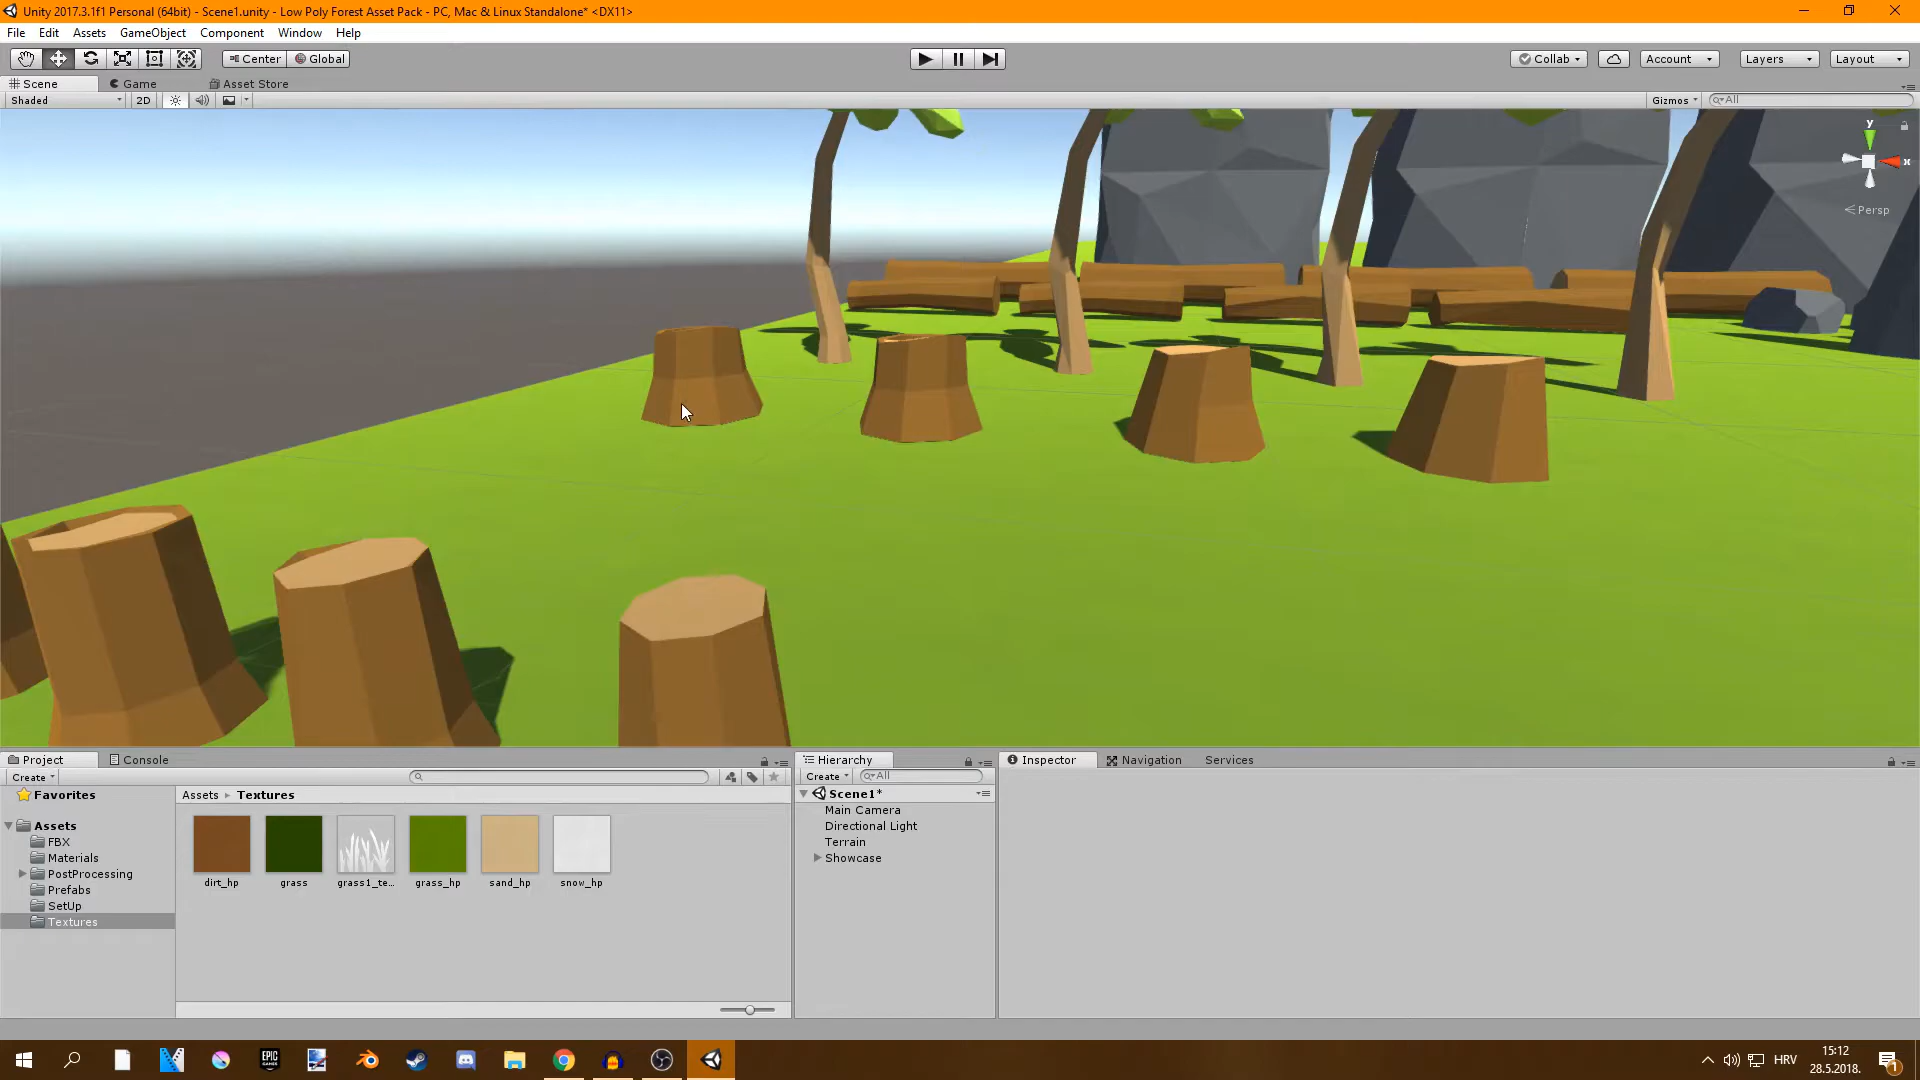 Unity 2017.3.1f1 Personal (64bit) - Scene1.unity - Low Poly Forest Asset Pack - PC, Mac & Linux Standalone* <DX11>
File Edit Assets GameObject Component Window Help
Center Global Collab Account Layers Layout
Scene Game Asset Store
Shaded 2D Gizmos All
y
x
Persp
Project Console Hierarchy Inspector Navigation Services
Create Create All
Favorites Assets Textures Scene1*
Main Camera
Assets Directional Light
FBX Terrain
Materials Showcase
PostProcessing
dirt_hp grass grass1_te... grass_hp sand_hp snow_hp
Prefabs
SetUp
Textures
EPIC GAMES
HRV 15:12
28.5.2018. 1